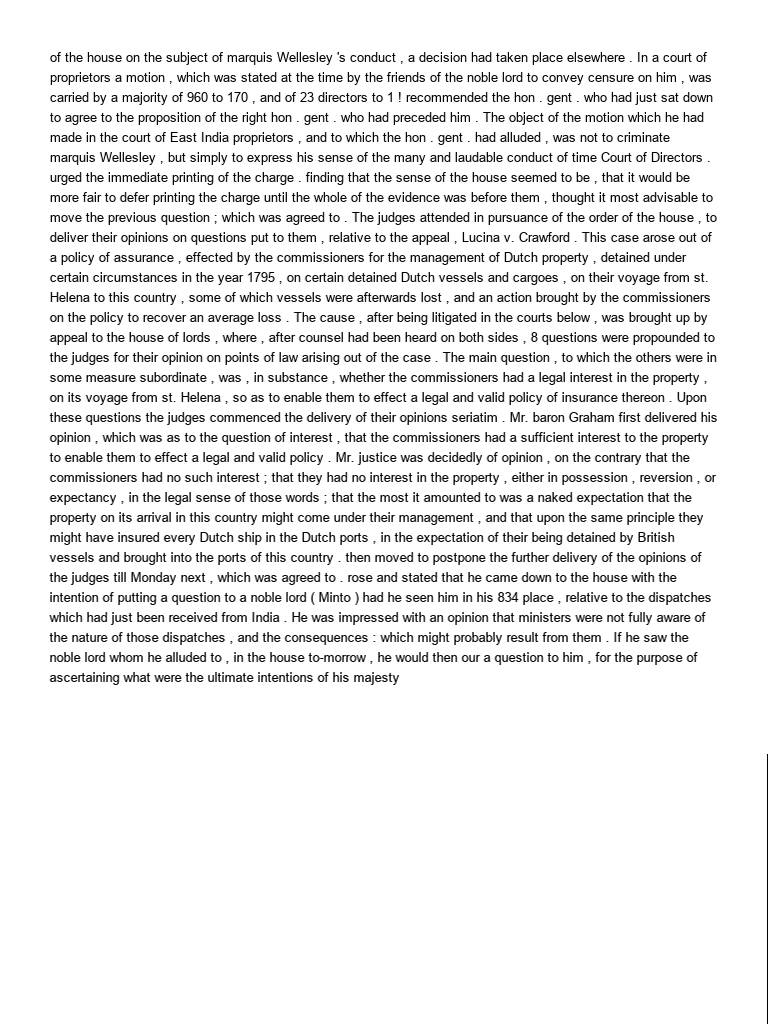 of the house on the subject of marquis Wellesley 's conduct , a decision had taken place elsewhere . In a court of
proprietors a motion , which was stated at the time by the friends of the noble lord to convey censure on him , was
carried by a majority of 960 to 170 , and of 23 directors to 1 ! recommended the hon . gent . who had just sat down
to agree to the proposition of the right hon . gent . who had preceded him . The object of the motion which he had
made in the court of East India proprietors , and to which the hon . gent . had alluded , was not to criminate
marquis Wellesley , but simply to express his sense of the many and laudable conduct of time Court of Directors .
urged the immediate printing of the charge . finding that the sense of the house seemed to be , that it would be
more fair to defer printing the charge until the whole of the evidence was before them , thought it most advisable to
move the previous question ; which was agreed to . The judges attended in pursuance of the order of the house , to
deliver their opinions on questions put to them , relative to the appeal , Lucina v. Crawford . This case arose out of
a policy of assurance , effected by the commissioners for the management of Dutch property , detained under
certain circumstances in the year 1795 , on certain detained Dutch vessels and cargoes , on their voyage from st.
Helena to this country , some of which vessels were afterwards lost , and an action brought by the commissioners
on the policy to recover an average loss . The cause , after being litigated in the courts below , was brought up by
appeal to the house of lords , where , after counsel had been heard on both sides , 8 questions were propounded to
the judges for their opinion on points of law arising out of the case . The main question , to which the others were in
some measure subordinate , was , in substance , whether the commissioners had a legal interest in the property ,
on its voyage from st. Helena , so as to enable them to effect a legal and valid policy of insurance thereon . Upon
these questions the judges commenced the delivery of their opinions seriatim . Mr. baron Graham first delivered his
opinion , which was as to the question of interest , that the commissioners had a sufficient interest to the property
to enable them to effect a legal and valid policy . Mr. justice was decidedly of opinion , on the contrary that the
commissioners had no such interest ; that they had no interest in the property , either in possession , reversion , or
expectancy , in the legal sense of those words ; that the most it amounted to was a naked expectation that the
property on its arrival in this country might come under their management , and that upon the same principle they
might have insured every Dutch ship in the Dutch ports , in the expectation of their being detained by British
vessels and brought into the ports of this country . then moved to postpone the further delivery of the opinions of
the judges till Monday next , which was agreed to . rose and stated that he came down to the house with the
intention of putting a question to a noble lord ( Minto ) had he seen him in his 834 place , relative to the dispatches
which had just been received from India . He was impressed with an opinion that ministers were not fully aware of
the nature of those dispatches , and the consequences : which might probably result from them . If he saw the
noble lord whom he alluded to , in the house to-morrow , he would then our a question to him , for the purpose of
ascertaining what were the ultimate intentions of his majesty